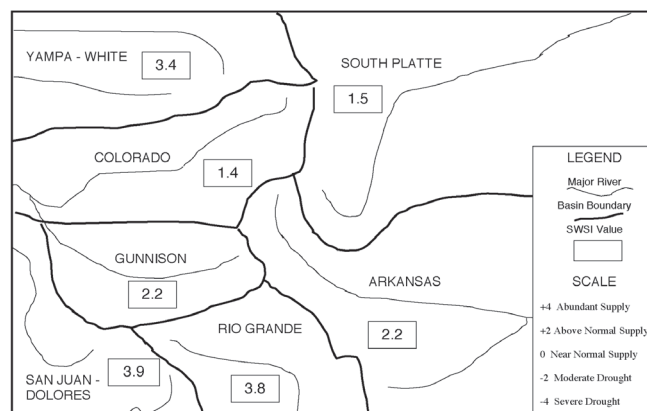 YAMPA - WHITE
3.4
SOUTH PLATTE
1.5
COLORADO
1.4
GUNNISON
2.2
ARKANSAS
2.2
RIO GRANDE
3.8
SAN JUAN -
DOLORES
3.9
LEGEND
Major River
Basin Boundary
SWSI Value
SCALE
+4 Abundant Supply
+2 Above Normal Supply
0 Near Normal Supply
-2 Moderate Drought
-4 Severe Drought